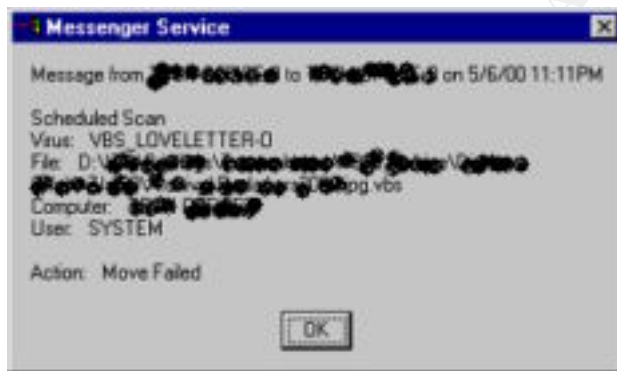 Messenger Service
Message from to on 5/6/00 11:11PM
Scheduled Scan
Virus: VBS_LOVELETTER-O
File: D:\
pg.vbs
Computer:
User: SYSTEM
Action: Move Failed
OK